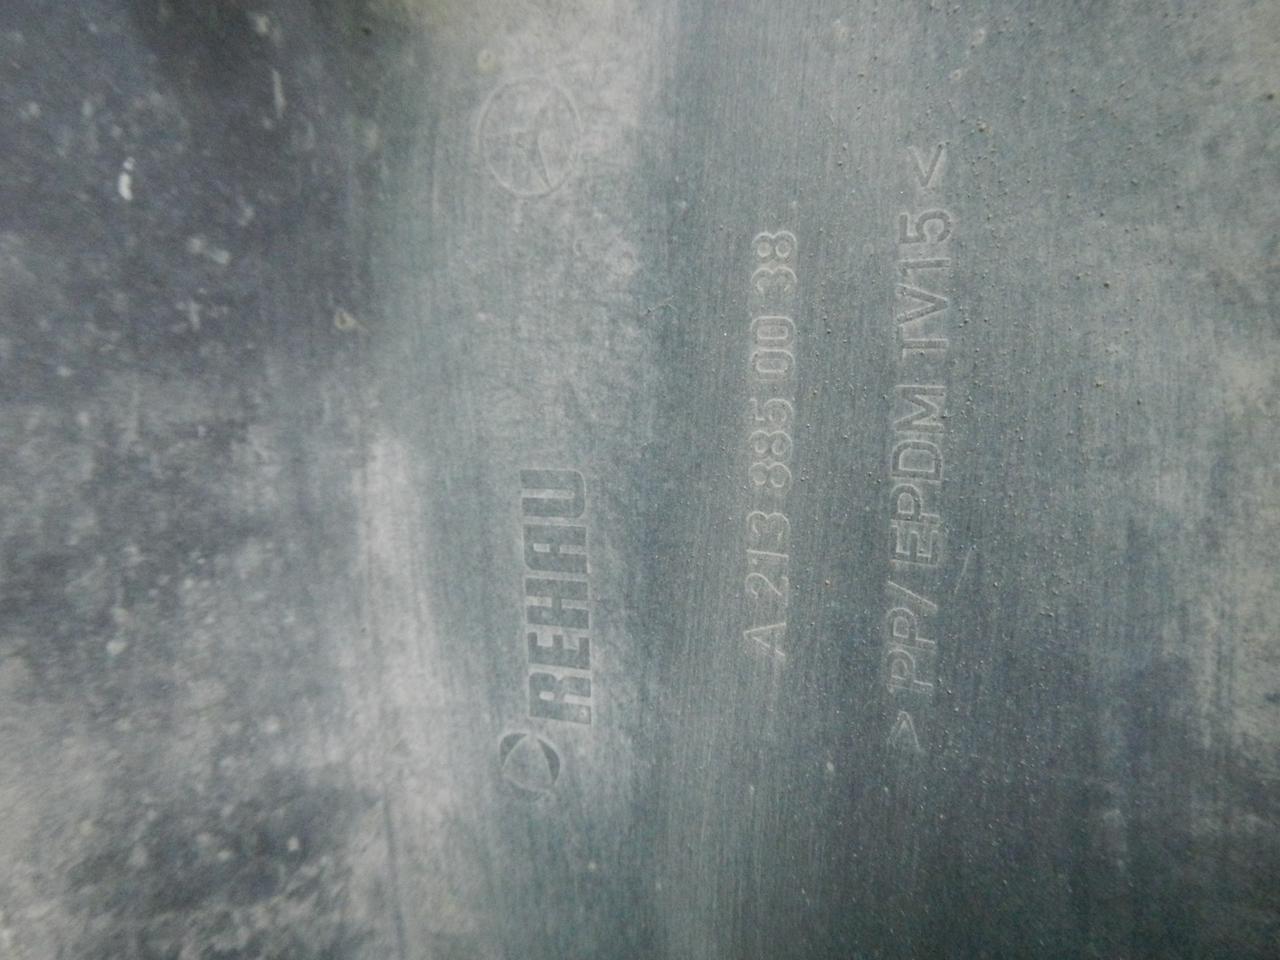 REHAU
A 213 885 00 38
> PP/EPDM TV15 <